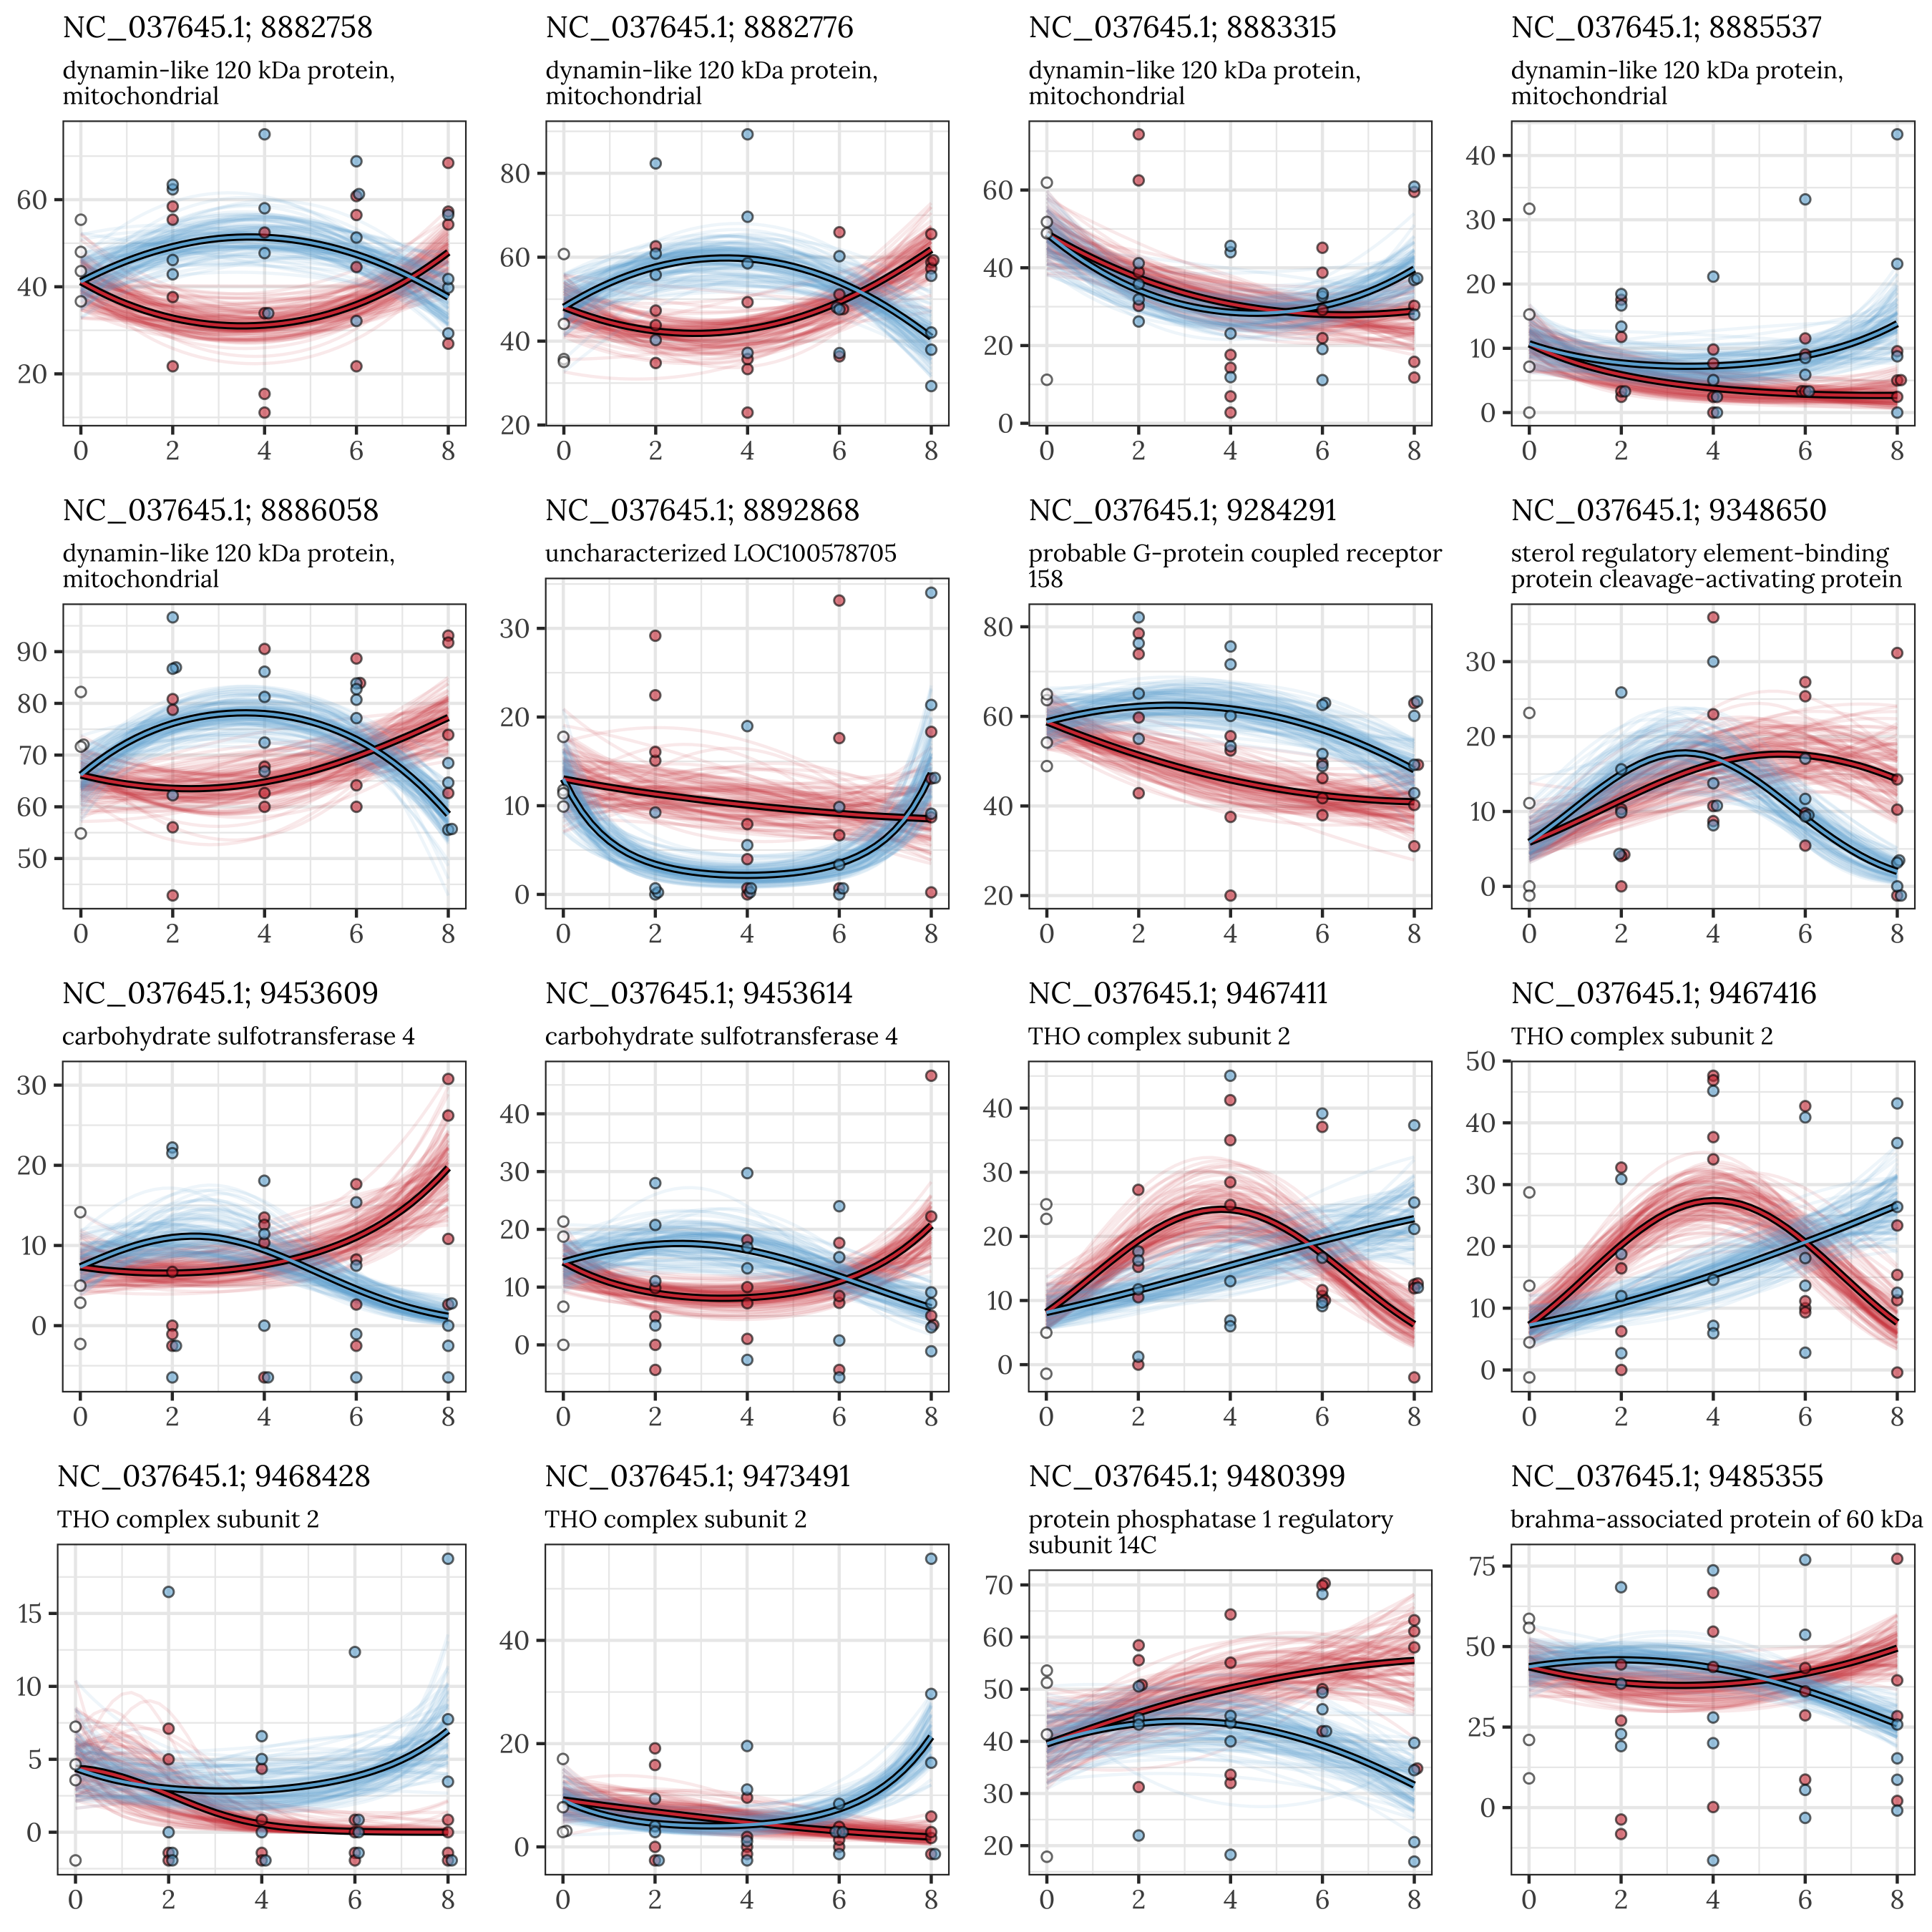 NC_037645.1; 8882758
dynamin-like 120 kDa protein,
mitochondrial
60
40
20
0 2 4 6 8
NC_037645.1; 8882776
dynamin-like 120 kDa protein,
mitochondrial
80
60
40
20
0 2 4 6 8
NC_037645.1; 8883315
dynamin-like 120 kDa protein,
mitochondrial
60
40
20
0
0 2 4 6 8
NC_037645.1; 8885537
dynamin-like 120 kDa protein,
mitochondrial
40
30
20
10
0
0 2 4 6 8
NC_037645.1; 8886058
dynamin-like 120 kDa protein,
mitochondrial
90
80
70
60
50
0 2 4 6 8
NC_037645.1; 8892868
uncharacterized LOC100578705
30
20
10
0
0 2 4 6 8
NC_037645.1; 9284291
probable G-protein coupled receptor
158
80
60
40
20
0 2 4 6 8
NC_037645.1; 9348650
sterol regulatory element-binding
protein cleavage-activating protein
30
20
10
0
0 2 4 6 8
NC_037645.1; 9453609
carbohydrate sulfotransferase 4
30
20
10
0
0 2 4 6 8
NC_037645.1; 9453614
carbohydrate sulfotransferase 4
40
30
20
10
0
0 2 4 6 8
NC_037645.1; 9467411
THO complex subunit 2
40
30
20
10
0
0 2 4 6 8
NC_037645.1; 9467416
THO complex subunit 2
50
40
30
20
10
0
0 2 4 6 8
NC_037645.1; 9468428
THO complex subunit 2
15
10
5
0
0 2 4 6 8
NC_037645.1; 9473491
THO complex subunit 2
40
20
0
0 2 4 6 8
NC_037645.1; 9480399
protein phosphatase 1 regulatory
subunit 14C
70
60
50
40
30
20
0 2 4 6 8
NC_037645.1; 9485355
brahma-associated protein of 60 kDa
75
50
25
0
0 2 4 6 8